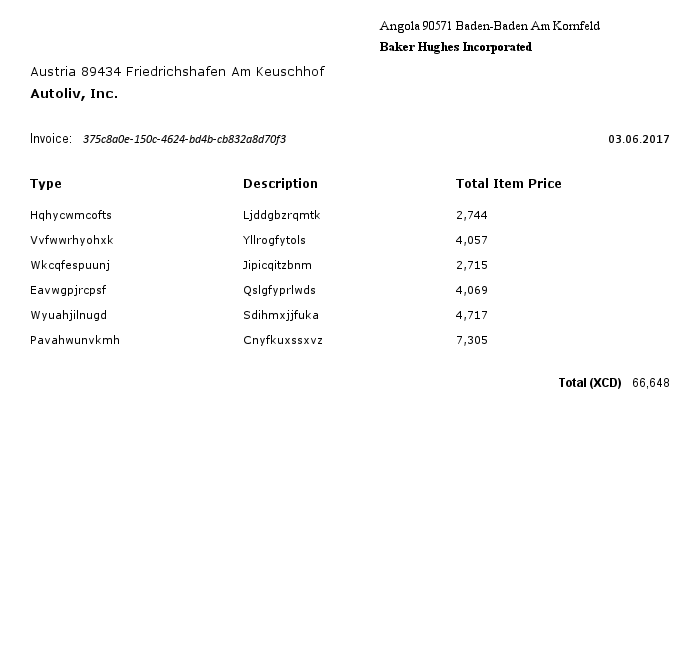 Angola 90571 Baden-Baden Am Kornfeld
Baker Hughes Incorporated
Austria 89434 Friedrichshafen Am Keuschhof
Autoliv, Inc.
Invoice: 375c8a0e-150c-4624-bd4b-cb832a8d70f3 03.06.2017
Type Description Total Item Price
Hqhycwmcofts Ljddgbzrqmtk 2,744
Vvfwwrhyohxk Yllrogfytols 4,057
Wkcqfespuunj Jipicqitzbnm 2,715
Eavwgpjrcpsf Qslgfyprlwds 4,069
Wyuahjilnugd Sdihmxjjfuka 4,717
Pavahwunvkmh Cnyfkuxssxvz 7,305
Total (XCD) 66,648